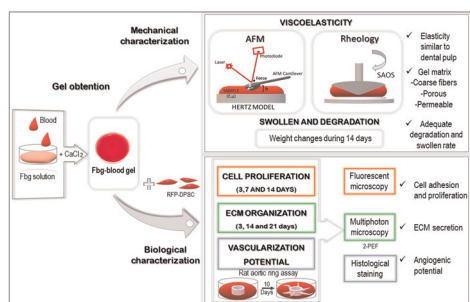 Mechanical
characterization
Gel obtention
Blood
+ CaCl₂
Fbg solution
Fbg-blood gel
+
RFP-DPSC
Biological
characterization
VISCOELASTICITY
AFM
Photodiode
Laser
Force
AFM Cantilever
HERTZ MODEL
Rheology
SAOS
✓ Elasticity
similar to
dental pulp
✓ Gel matrix
-Coarse fibers
-Porous
-Permeable
SWOLLEN AND DEGRADATION
Weight changes during 14 days
✓ Adequate
degradation and
swollen rate
CELL PROLIFERATION
(3,7 AND 14 DAYS)
Fluorescent
microscopy
✓ Cell adhesion
and proliferation
ECM ORGANIZATION
(3, 14 and 21 days)
Multiphoton
microscopy
2-PEF
✓ ECM secretion
VASCULARIZATION
POTENTIAL
Rat aortic ring assay
10
Days
Histological
staining
✓ Angiogenic
potential